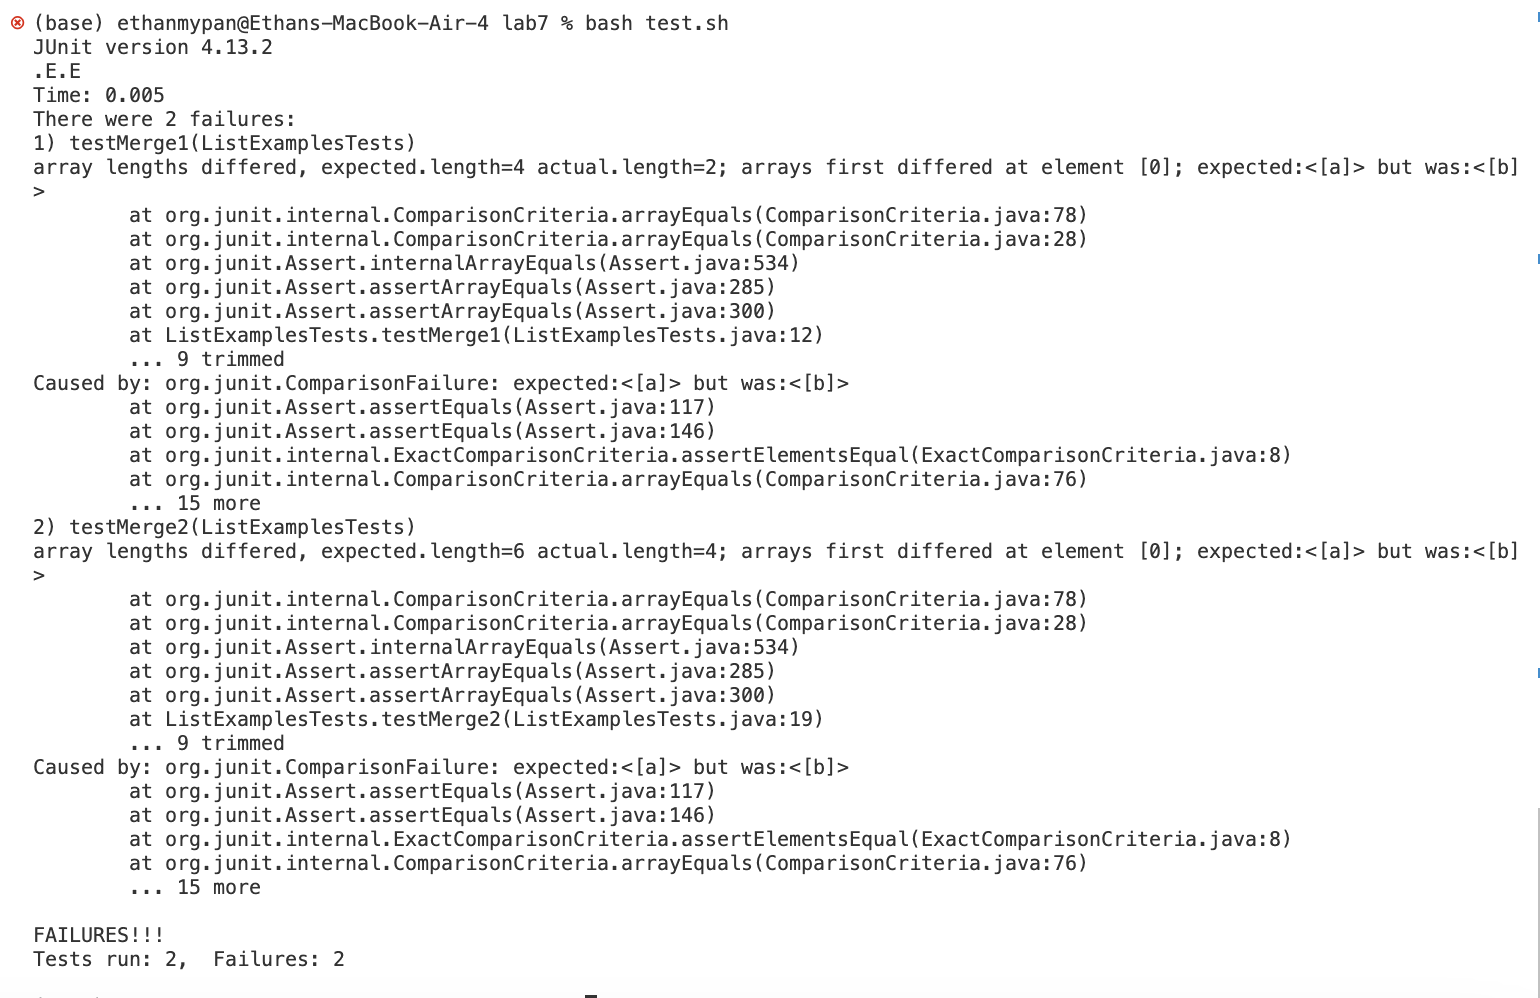 (base) ethanmypan@Ethans-MacBook-Air-4 lab7 % bash test.sh
JUnit version 4.13.2
.E.E
Time: 0.005
There were 2 failures:
1) testMerge1(ListExamplesTests)
array lengths differed, expected.length=4 actual.length=2; arrays first differed at element [0]; expected:<[a]> but was:<[b]
>
        at org.junit.internal.ComparisonCriteria.arrayEquals(ComparisonCriteria.java:78)
        at org.junit.internal.ComparisonCriteria.arrayEquals(ComparisonCriteria.java:28)
        at org.junit.Assert.internalArrayEquals(Assert.java:534)
        at org.junit.Assert.assertArrayEquals(Assert.java:285)
        at org.junit.Assert.assertArrayEquals(Assert.java:300)
        at ListExamplesTests.testMerge1(ListExamplesTests.java:12)
        ... 9 trimmed
Caused by: org.junit.ComparisonFailure: expected:<[a]> but was:<[b]>
        at org.junit.Assert.assertEquals(Assert.java:117)
        at org.junit.Assert.assertEquals(Assert.java:146)
        at org.junit.internal.ExactComparisonCriteria.assertElementsEqual(ExactComparisonCriteria.java:8)
        at org.junit.internal.ComparisonCriteria.arrayEquals(ComparisonCriteria.java:76)
        ... 15 more
2) testMerge2(ListExamplesTests)
array lengths differed, expected.length=6 actual.length=4; arrays first differed at element [0]; expected:<[a]> but was:<[b]
>
        at org.junit.internal.ComparisonCriteria.arrayEquals(ComparisonCriteria.java:78)
        at org.junit.internal.ComparisonCriteria.arrayEquals(ComparisonCriteria.java:28)
        at org.junit.Assert.internalArrayEquals(Assert.java:534)
        at org.junit.Assert.assertArrayEquals(Assert.java:285)
        at org.junit.Assert.assertArrayEquals(Assert.java:300)
        at ListExamplesTests.testMerge2(ListExamplesTests.java:19)
        ... 9 trimmed
Caused by: org.junit.ComparisonFailure: expected:<[a]> but was:<[b]>
        at org.junit.Assert.assertEquals(Assert.java:117)
        at org.junit.Assert.assertEquals(Assert.java:146)
        at org.junit.internal.ExactComparisonCriteria.assertElementsEqual(ExactComparisonCriteria.java:8)
        at org.junit.internal.ComparisonCriteria.arrayEquals(ComparisonCriteria.java:76)
        ... 15 more

FAILURES!!!
Tests run: 2,  Failures: 2